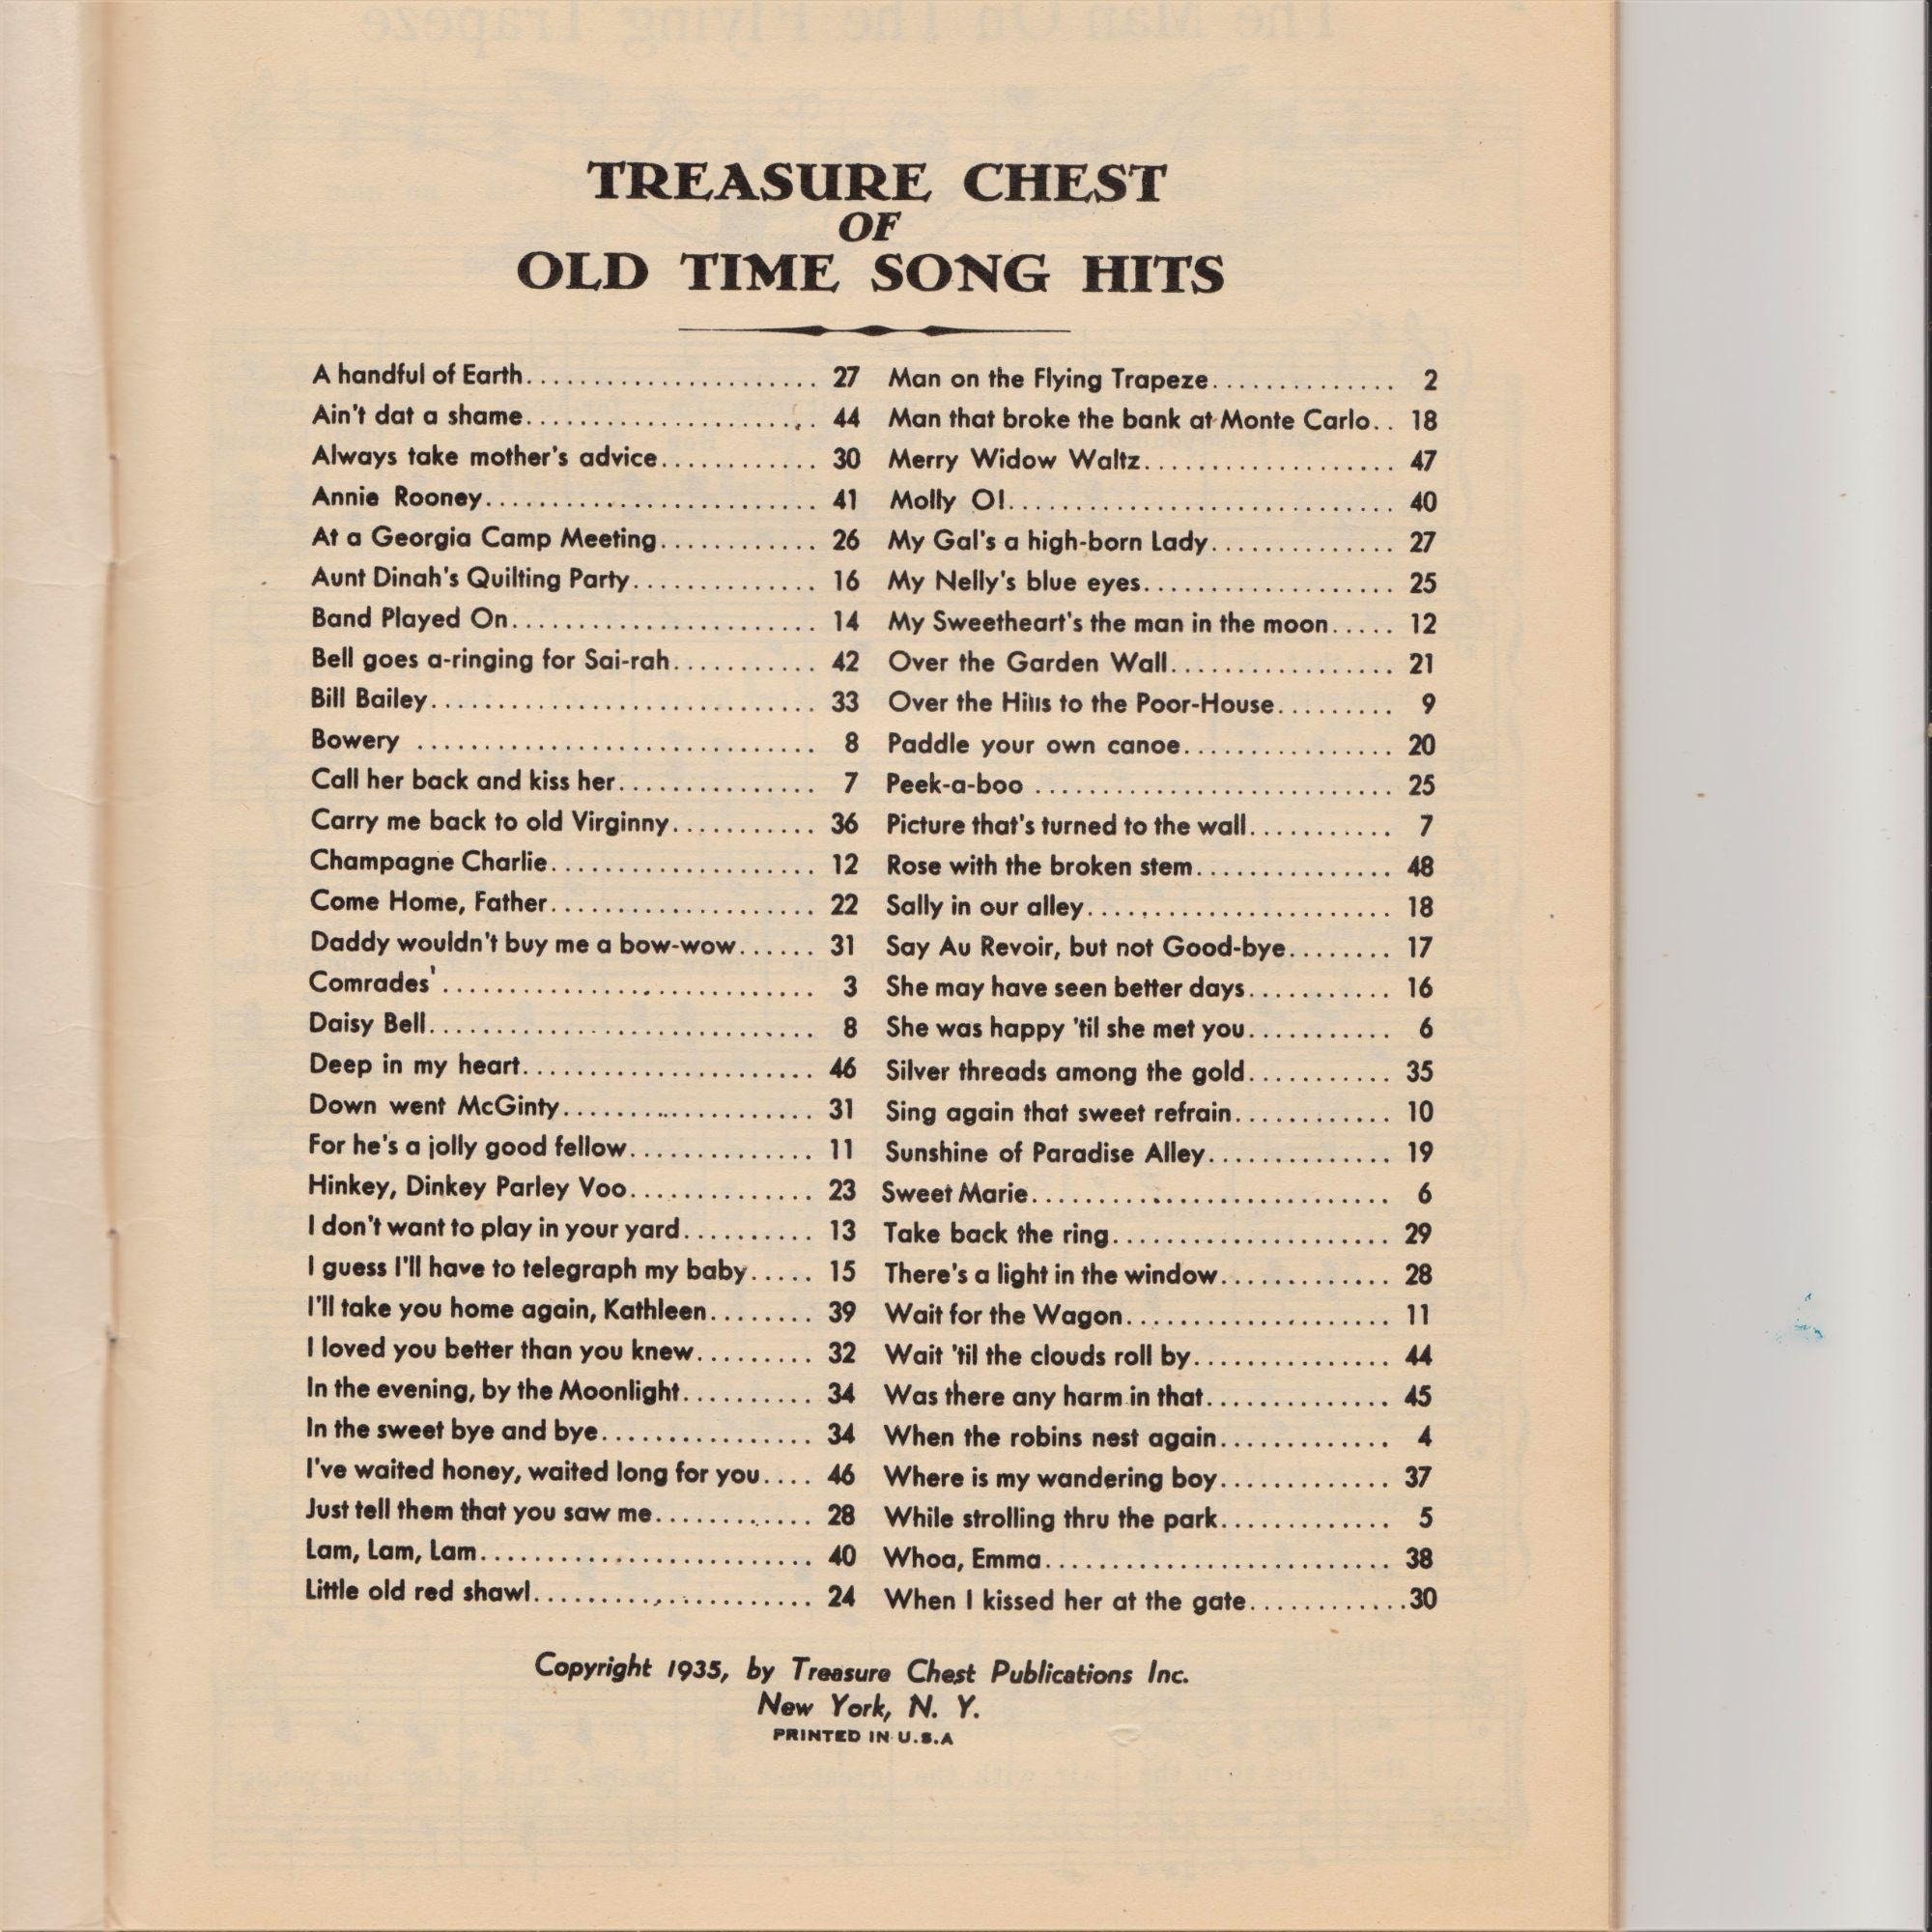 TREASURE CHEST
OF
OLD TIME SONG HITS
A handful of Earth...................... 27
Ain't dat a shame...................... 44
Always take mother's advice............ 30
Annie Rooney......................... 41
At a Georgia Camp Meeting............ 26
Aunt Dinah's Quilting Party.............. 16
Band Played On....................... 14
Bell goes a-ringing for Sai-rah........... 42
Bill Bailey............................. 33
Bowery .............................. 8
Call her back and kiss her............... 7
Carry me back to old Virginny........... 36
Champagne Charlie.................... 12
Come Home, Father.................... 22
Daddy wouldn't buy me a bow-wow...... 31
Comrades'............................ 3
Daisy Bell............................. 8
Deep in my heart...................... 46
Down went McGinty................... 31
For he's a jolly good fellow.............. 11
Hinkey, Dinkey Parley Voo.............. 23
I don't want to play in your yard.......... 13
I guess I'll have to telegraph my baby..... 15
I'll take you home again, Kathleen........ 39
I loved you better than you knew......... 32
In the evening, by the Moonlight.......... 34
In the sweet bye and bye................ 34
I've waited honey, waited long for you.... 46
Just tell them that you saw me............ 28
Lam, Lam, Lam......................... 40
Little old red shawl..................... 24
Man on the Flying Trapeze.............. 2
Man that broke the bank at Monte Carlo.. 18
Merry Widow Waltz................... 47
Molly O!............................. 40
My Gal's a high-born Lady.............. 27
My Nelly's blue eyes................... 25
My Sweetheart's the man in the moon..... 12
Over the Garden Wall................. 21
Over the Hills to the Poor-House......... 9
Paddle your own canoe................ 20
Peek-a-boo ........................... 25
Picture that's turned to the wall........... 7
Rose with the broken stem............... 48
Sally in our alley....................... 18
Say Au Revoir, but not Good-bye........ 17
She may have seen better days........... 16
She was happy 'til she met you........... 6
Silver threads among the gold........... 35
Sing again that sweet refrain............ 10
Sunshine of Paradise Alley.............. 19
Sweet Marie........................... 6
Take back the ring..................... 29
There's a light in the window............. 28
Wait for the Wagon.................... 11
Wait 'til the clouds roll by............... 44
Was there any harm in that.............. 45
When the robins nest again............. 4
Where is my wandering boy............. 37
While strolling thru the park............. 5
Whoa, Emma.......................... 38
When I kissed her at the gate............30
Copyright 1935, by Treasure Chest Publications Inc.
New York, N. Y.
PRINTED IN U.S.A